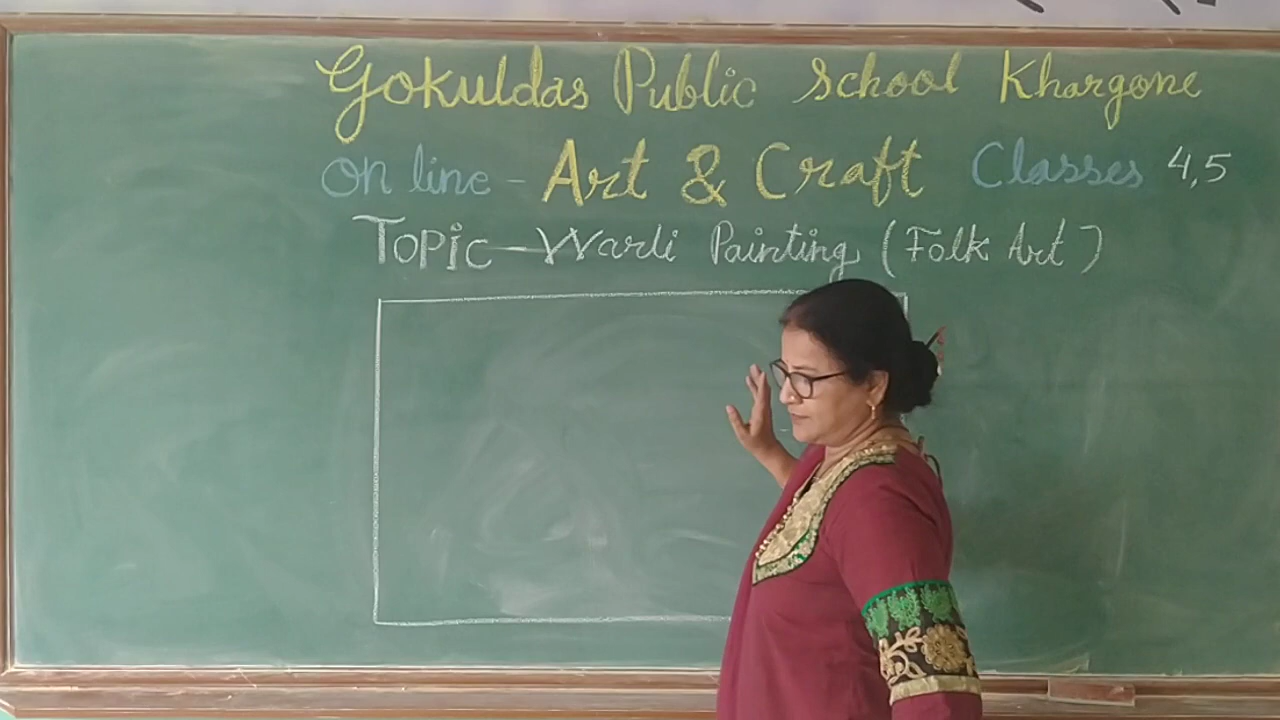 Gokuldas Public School Khargone
on line - Art & Craft Classes 4,5
Topic - Warli Painting (Folk Art)